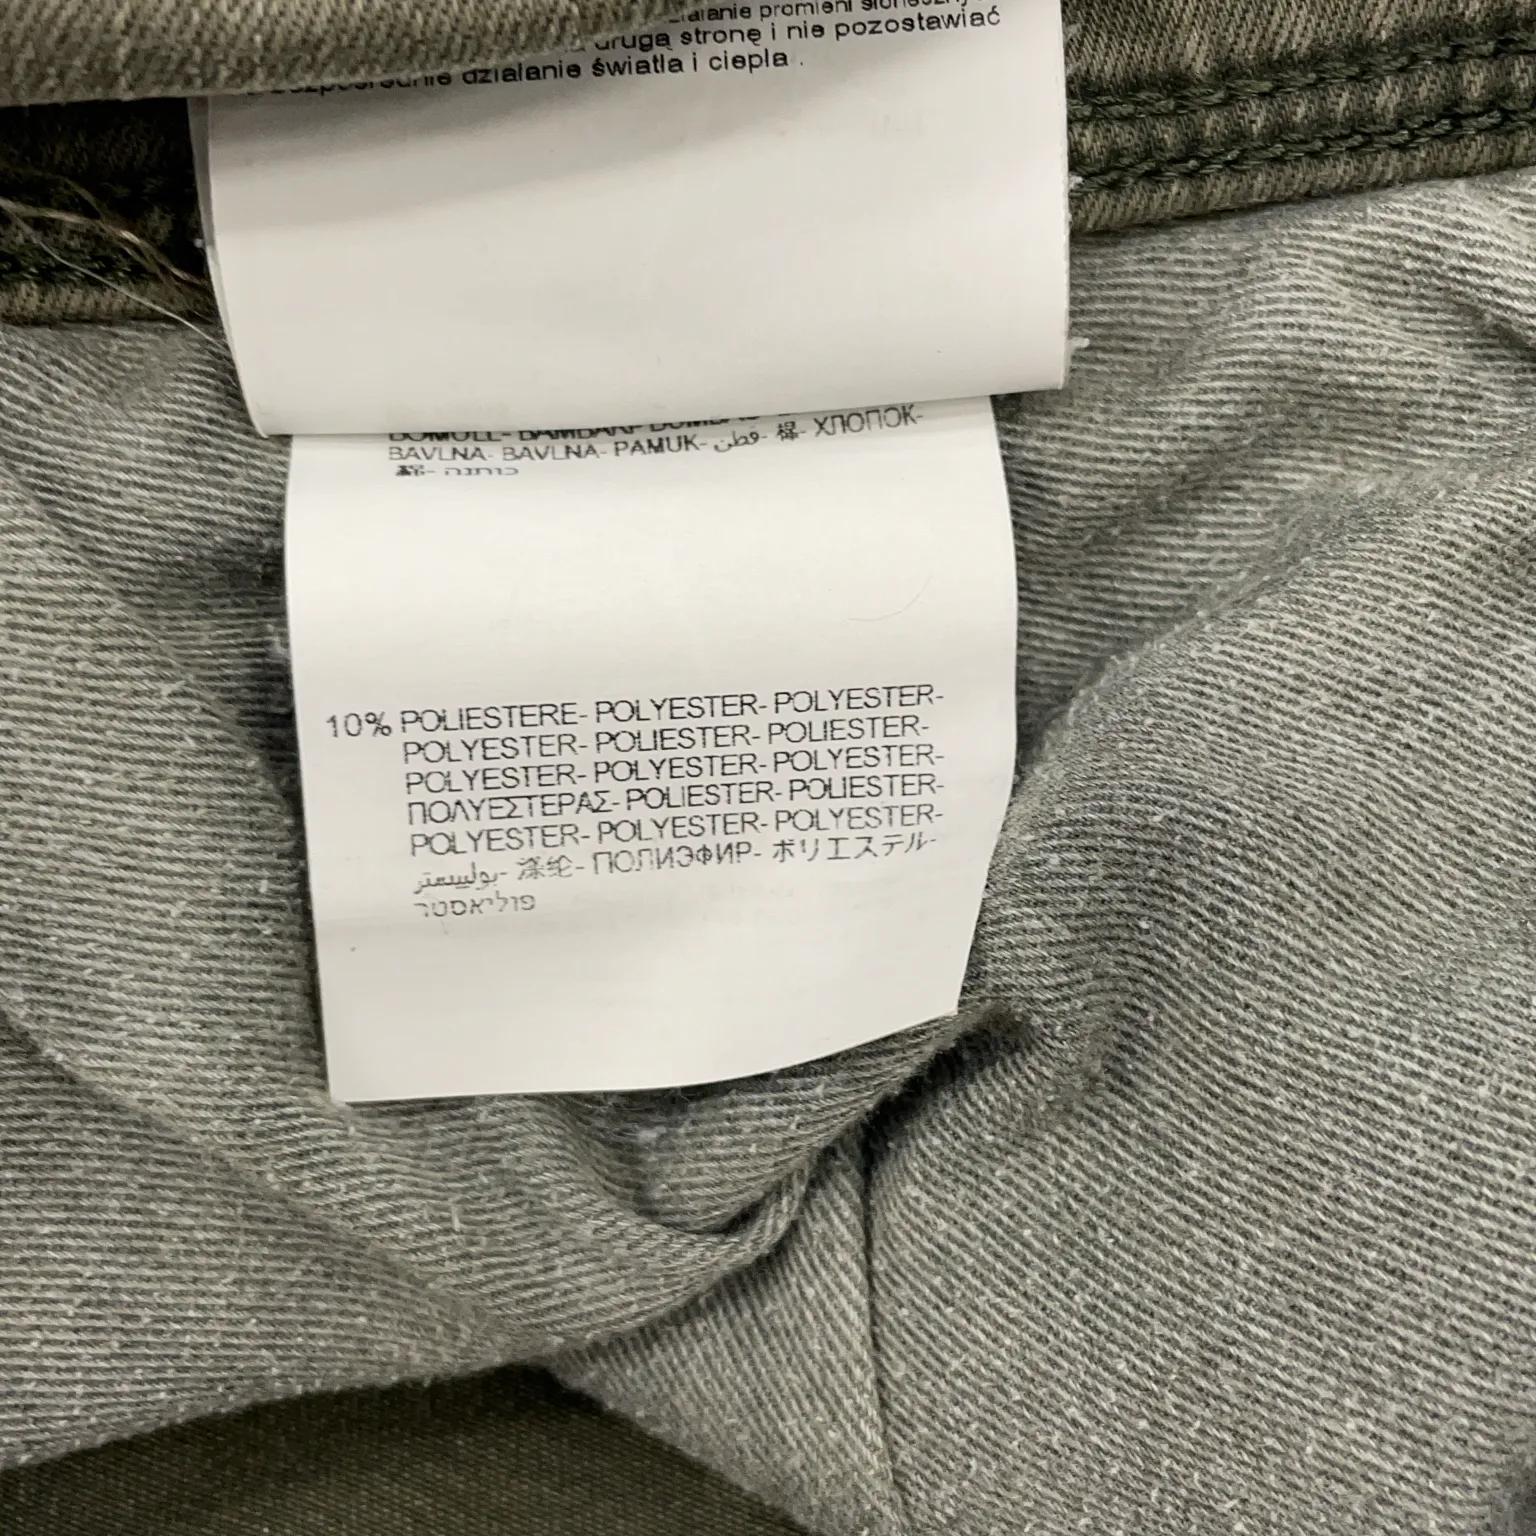 działanie promieni
drugą stronę i nie pozostawiać
działanie światła i ciepła .
BAVLNA- BAVLNA- PAMUK- قطن- 棉- ХЛОПОК-
綿- כותנה
10% POLIESTERE- POLYESTER- POLYESTER-
POLYESTER- POLIESTER- POLIESTER-
POLYESTER- POLYESTER- POLYESTER-
ΠΟΛΥΕΣΤΕΡΑΣ- POLIESTER- POLIESTER-
POLYESTER- POLYESTER- POLYESTER-
بوليستر- 涤纶- ПОЛИЭФИР- ポリエステル-
פוליאסטר